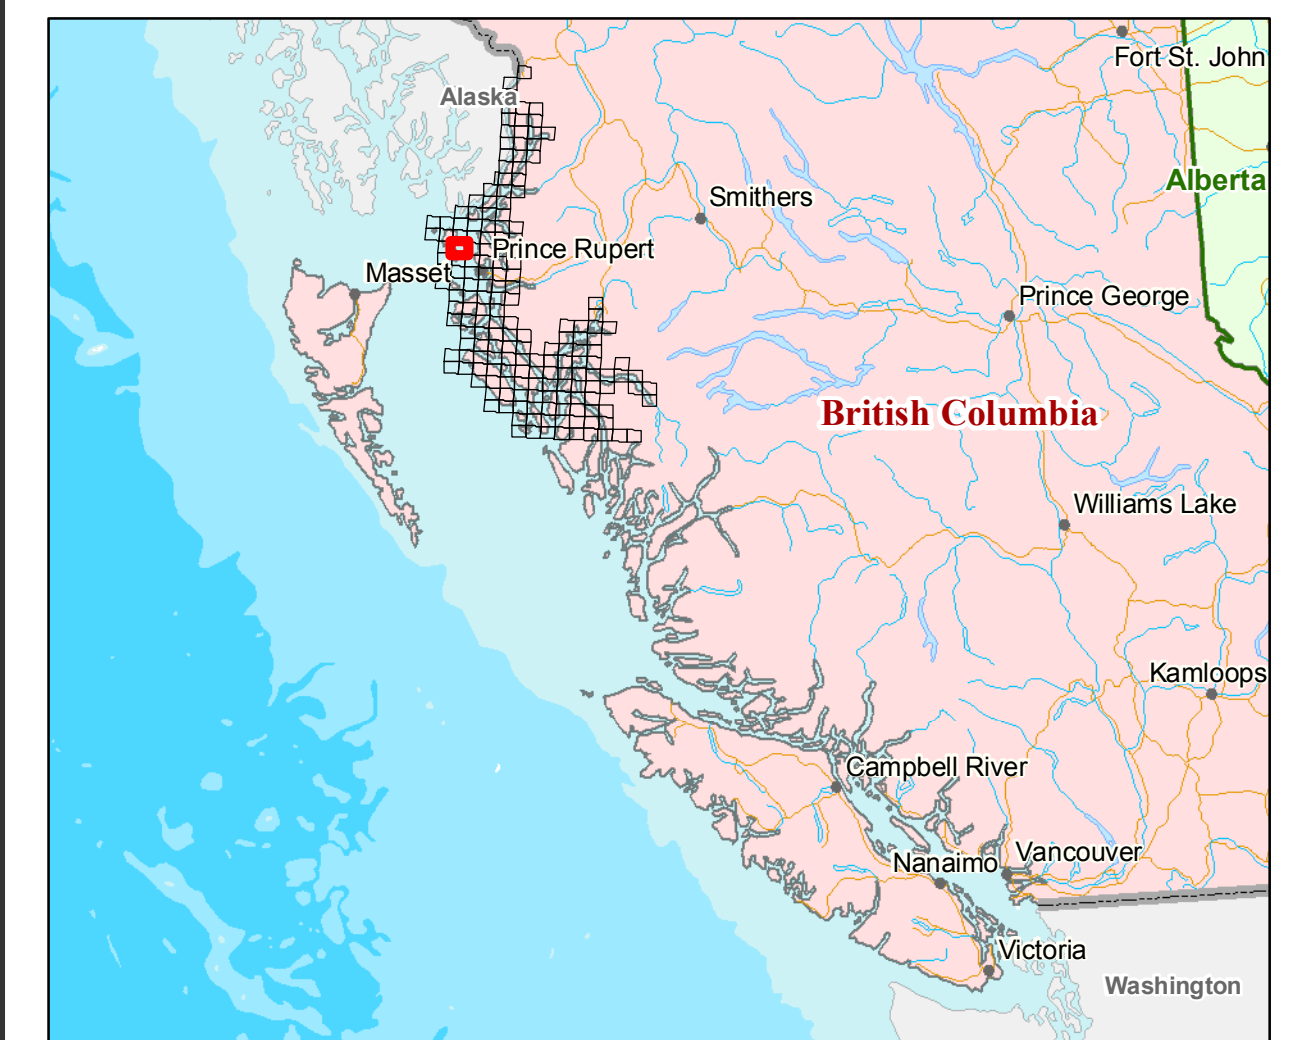 Fort St. John
Alaska
Alberta
Smithers
Prince Rupert
Masset
Prince George
British Columbia
Williams Lake
Kamloops
Campbell River
Vancouver
Nanaimo
Victoria
Washington